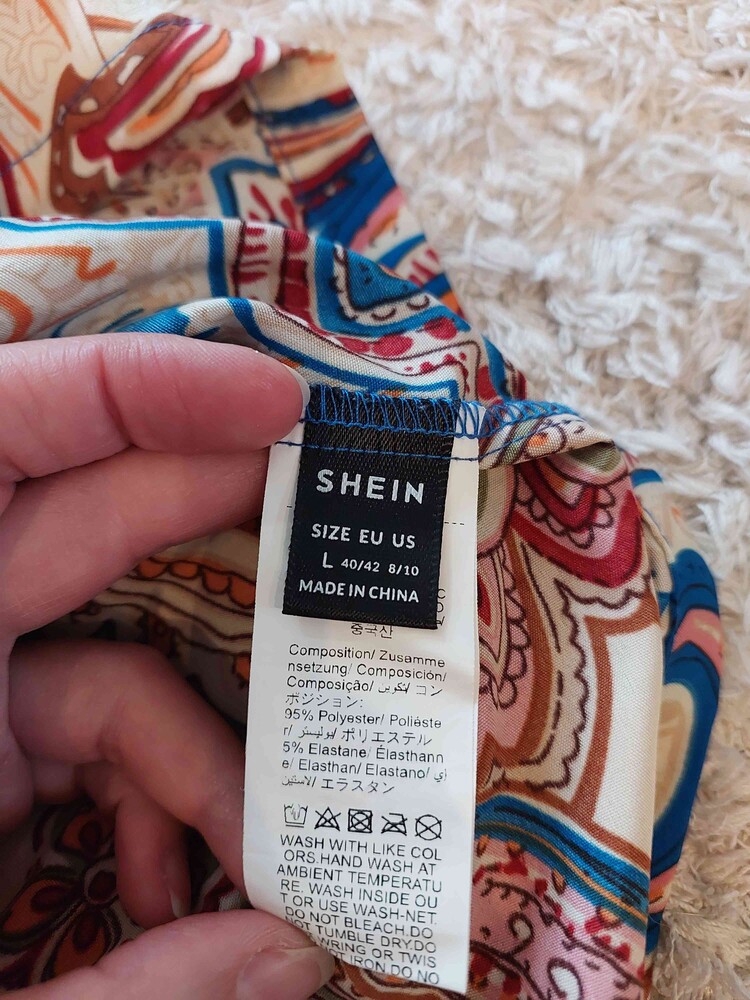 SHEIN
SIZE EU US
L 40/42 8/10
MADE IN CHINA
중국산
Composition/ Zusamme
nsetzung/ Composición/
Composição/ تكوين/ コン
ポジション:
95% Polyester/ Poliéste
r/ بوليستر/ ポリエステル
5% Elastane/ Élasthann
e/ Elasthan/ Elastano/ أي
لاستين/ エラスタン
WASH WITH LIKE COL
ORS.HAND WASH AT
AMBIENT TEMPERATU
RE. WASH INSIDE OU
T OR USE WASH-NET.
DO NOT BLEACH.DO
NOT TUMBLE DRY.DO
WRING OR TWIS
NOT IRON.DO NO